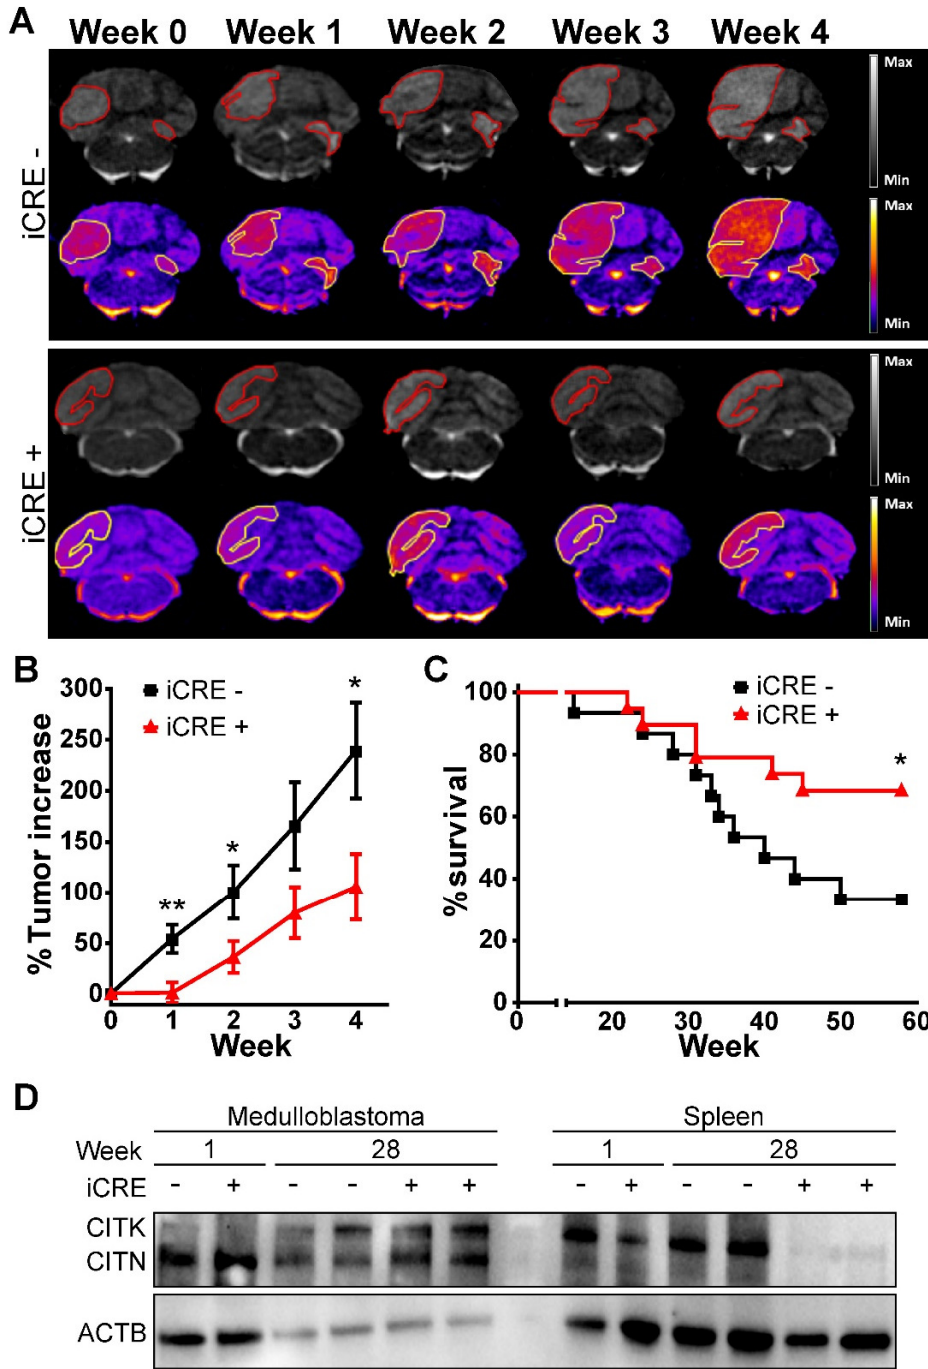 A
Week 0 Week 1 Week 2 Week 3 Week 4
iCRE -
Max
Min
Max
Min
iCRE +
Max
Min
Max
Min
B
% Tumor increase
300
250
200
150
100
50
0
iCRE -
iCRE +
** * *
0 1 2 3 4
Week
C
% survival
100
80
60
40
20
0
iCRE -
iCRE +
*
0 20 30 40 50 60
Week
D
Medulloblastoma Spleen
Week 1 28 1 28
iCRE - + - - + + - + - - + +
CITK
CITN
ACTB